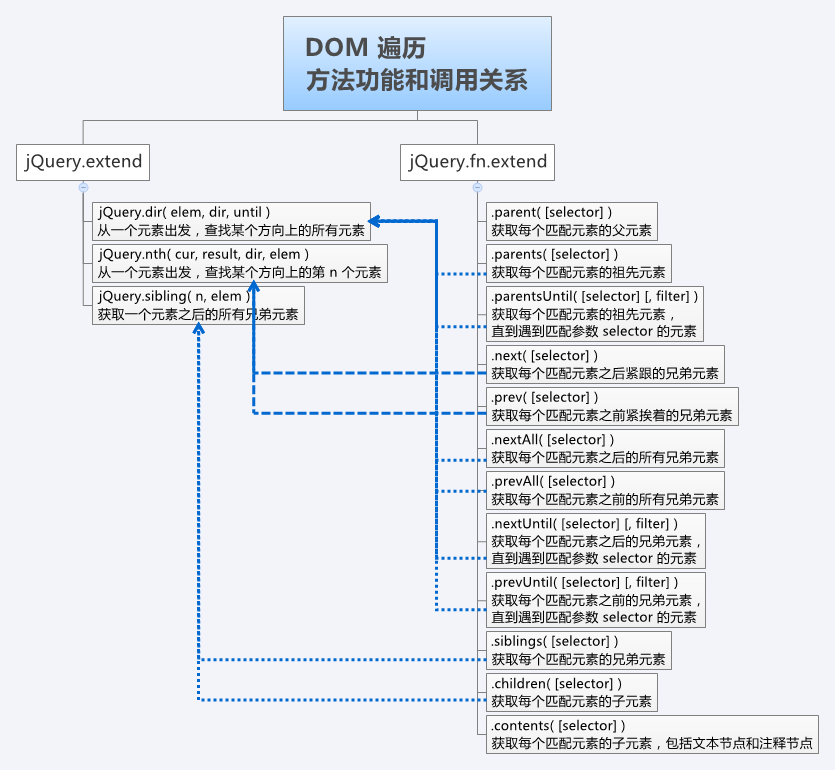 DOM 遍历
方法功能和调用关系
jQuery.extend
jQuery.dir( elem, dir, until )
从一个元素出发，查找某个方向上的所有元素
jQuery.nth( cur, result, dir, elem )
从一个元素出发，查找某个方向上的第 n 个元素
jQuery.sibling( n, elem )
获取一个元素之后的所有兄弟元素
jQuery.fn.extend
.parent( [selector] )
获取每个匹配元素的父元素
.parents( [selector] )
获取每个匹配元素的祖先元素
.parentsUntil( [selector] [, filter] )
获取每个匹配元素的祖先元素，
直到遇到匹配参数 selector 的元素
.next( [selector] )
获取每个匹配元素之后紧跟的兄弟元素
.prev( [selector] )
获取每个匹配元素之前紧挨着的兄弟元素
.nextAll( [selector] )
获取每个匹配元素之后的所有兄弟元素
.prevAll( [selector] )
获取每个匹配元素之前的所有兄弟元素
.nextUntil( [selector] [, filter] )
获取每个匹配元素之后的兄弟元素，
直到遇到匹配参数 selector 的元素
.prevUntil( [selector] [, filter] )
获取每个匹配元素之前的兄弟元素，
直到遇到匹配参数 selector 的元素
.siblings( [selector] )
获取每个匹配元素的兄弟元素
.children( [selector] )
获取每个匹配元素的子元素
.contents( [selector] )
获取每个匹配元素的子元素，包括文本节点和注释节点